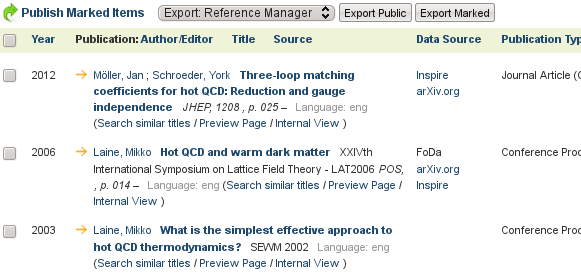 Publish Marked Items Export: Reference Manager Export Public Export Marked
Year Publication: Author/Editor Title Source Data Source Publication Typ
2012 Möller, Jan ; Schroeder, York Three-loop matching Inspire Journal Article (
coefficients for hot QCD: Reduction and gauge arXiv.org
independence JHEP, 1208 , p. 025 – Language: eng
(Search similar titles / Preview Page / Internal View )
2006 Laine, Mikko Hot QCD and warm dark matter XXIVth FoDa Conference Proc
International Symposium on Lattice Field Theory - LAT2006 POS, arXiv.org
, p. 014 – (Search similar titles / Preview Page / Inspire
Internal View )
2003 Laine, Mikko What is the simplest effective approach to Conference Proc
hot QCD thermodynamics? SEWM 2002 Language: eng
(Search similar titles / Preview Page / Internal View )